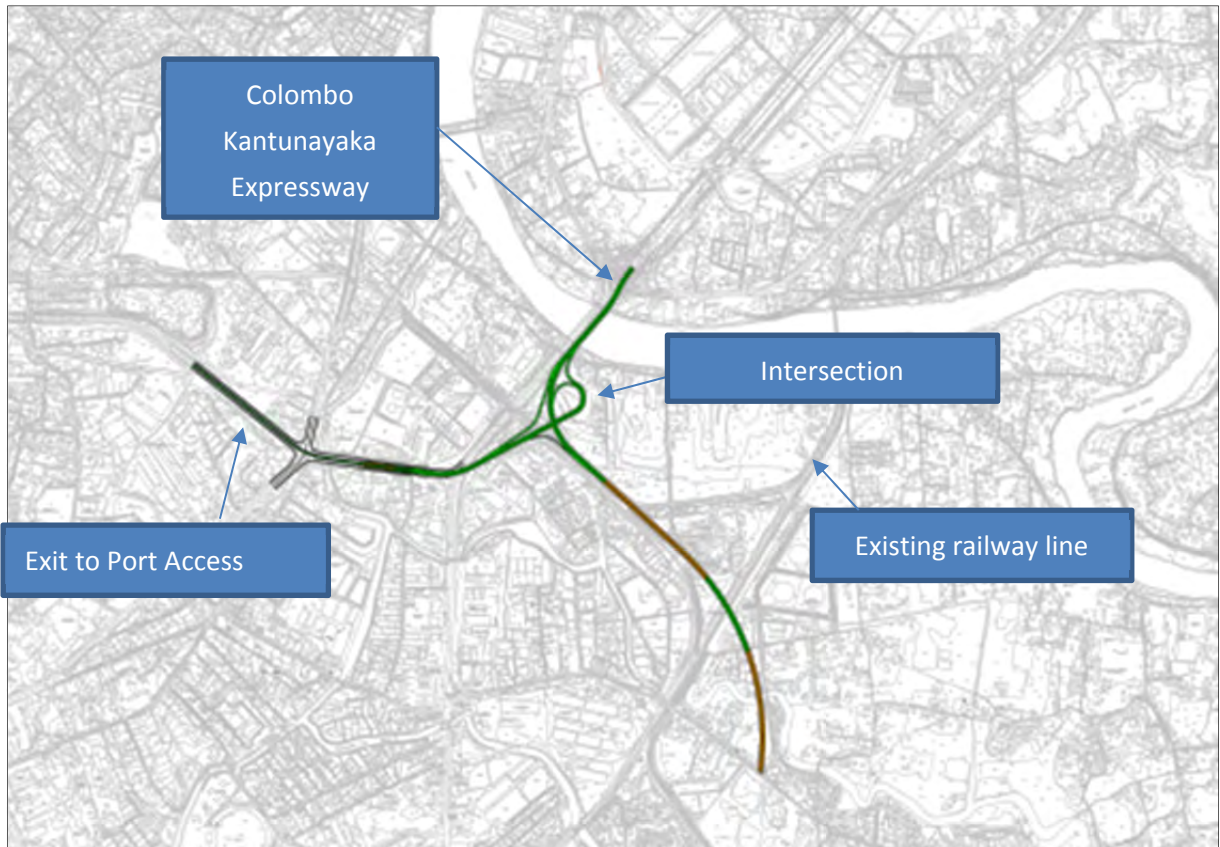 Colombo
Kantunayaka
Expressway
Intersection
Existing railway line
Exit to Port Access